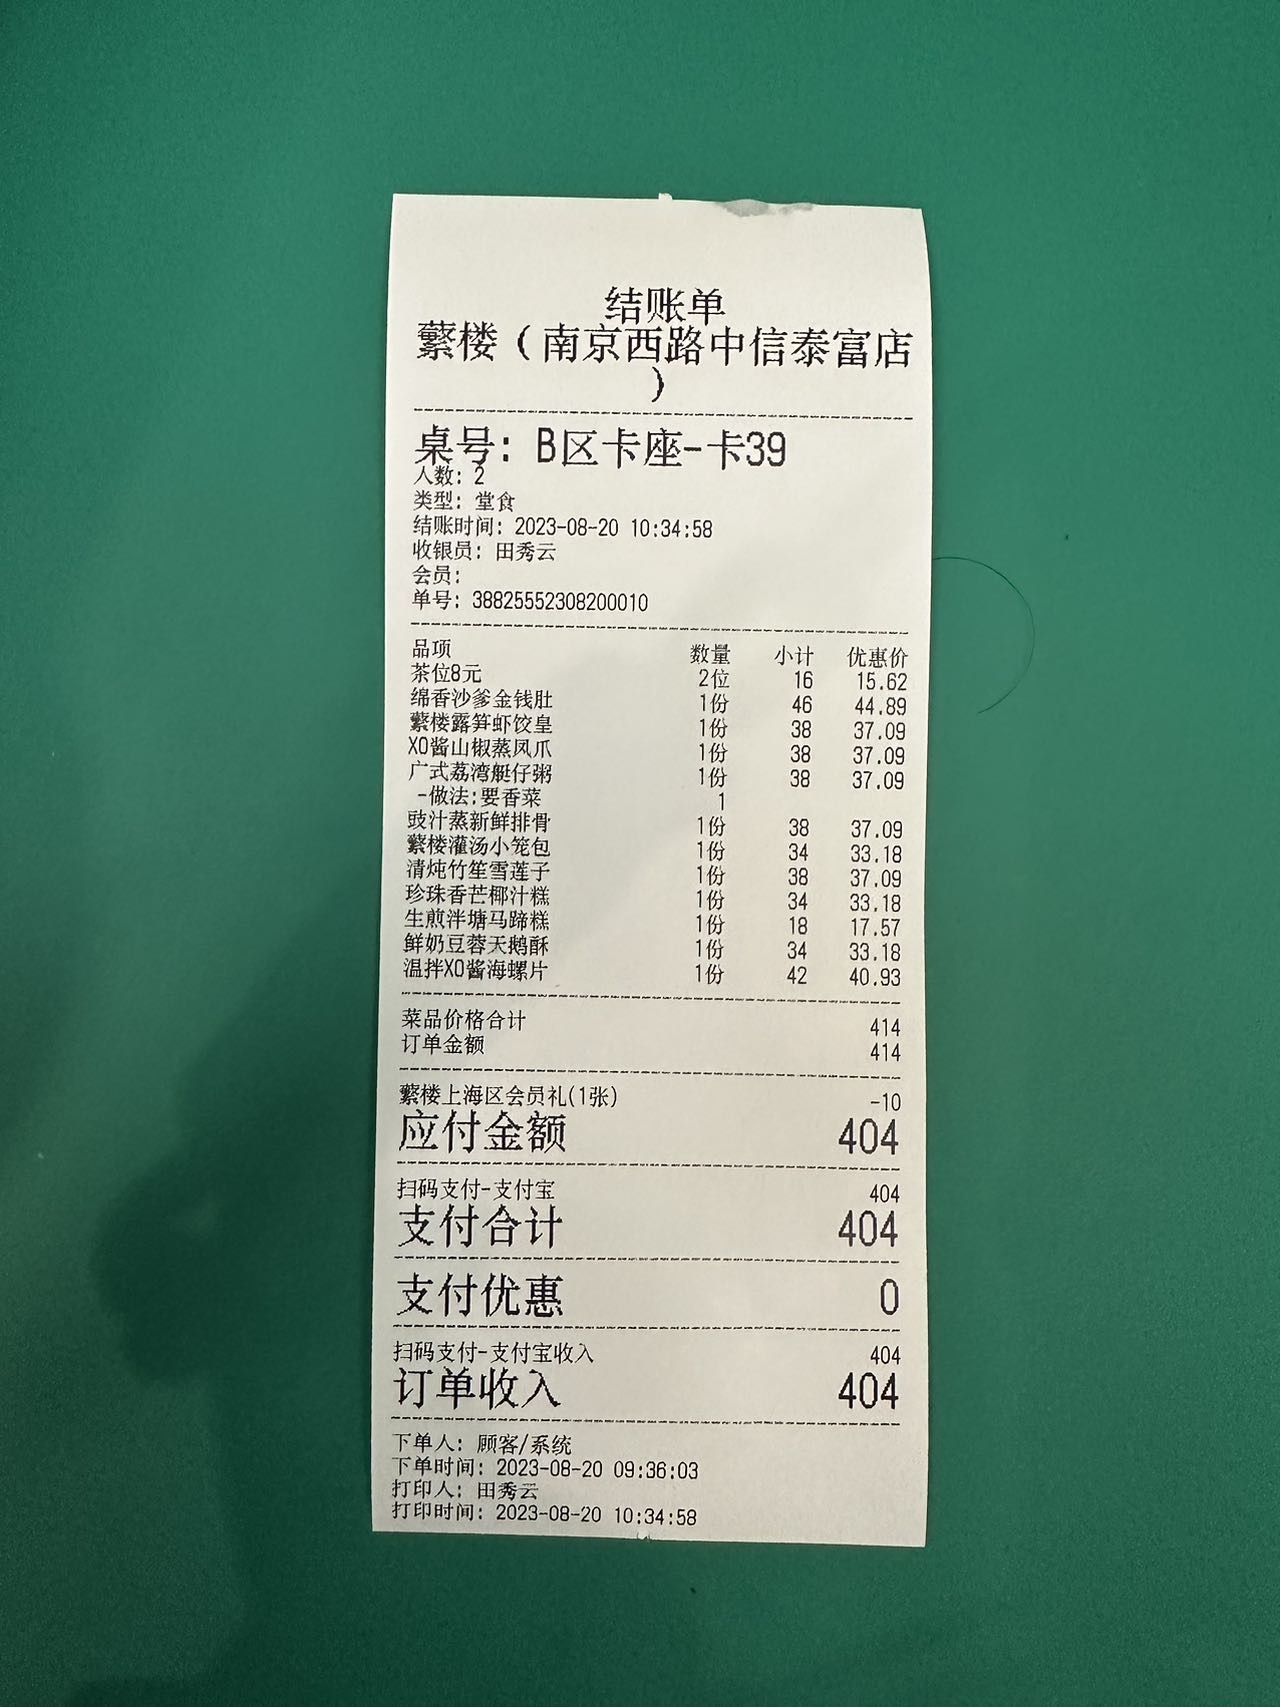 结账单
蘩楼（南京西路中信泰富店
）
桌号: B区卡座-卡39
人数: 2
类型: 堂食
结账时间: 2023-08-20 10:34:58
收银员: 田秀云
会员:
单号: 38825552308200010
品项 数量 小计 优惠价
茶位8元 2位 16 15.62
绵香沙爹金钱肚 1份 46 44.89
蘩楼露笋虾饺皇 1份 38 37.09
XO酱山椒蒸凤爪 1份 38 37.09
广式荔湾艇仔粥 1份 38 37.09
-做法:要香菜 1
豉汁蒸新鲜排骨 1份 38 37.09
蘩楼灌汤小笼包 1份 34 33.18
清炖竹笙雪莲子 1份 38 37.09
珍珠香芒椰汁糕 1份 34 33.18
生煎泮塘马蹄糕 1份 18 17.57
鲜奶豆蓉天鹅酥 1份 34 33.18
温拌XO酱海螺片 1份 42 40.93
菜品价格合计 414
订单金额 414
蘩楼上海区会员礼(1张) -10
应付金额 404
扫码支付-支付宝 404
支付合计 404
支付优惠 0
扫码支付-支付宝收入 404
订单收入 404
下单人: 顾客/系统
下单时间: 2023-08-20 09:36:03
打印人: 田秀云
打印时间: 2023-08-20 10:34:58